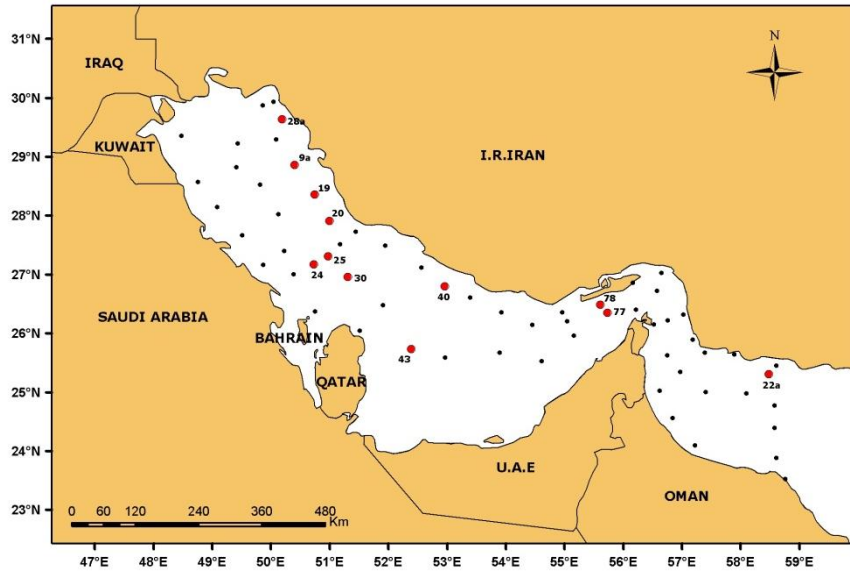 N
31°N
IRAQ
30°N
28a
KUWAIT
I.R.IRAN
29°N
9a
19
28°N
20
25
27°N
24
30
40
78
SAUDI ARABIA
77
26°N
BAHRAIN
43
QATAR
22a
25°N
24°N
U.A.E
OMAN
23°N
0 60 120 240 360 480
Km
47°E 48°E 49°E 50°E 51°E 52°E 53°E 54°E 55°E 56°E 57°E 58°E 59°E